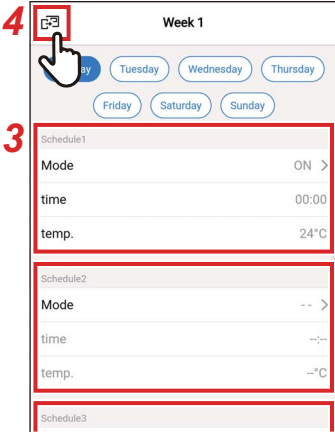 4
Week 1
ay Tuesday Wednesday Thursday
Friday Saturday Sunday
3
Schedule1
Mode ON >
time 00:00
temp. 24°C
Schedule2
Mode -- >
time --:--
temp. --°C
Schedule3